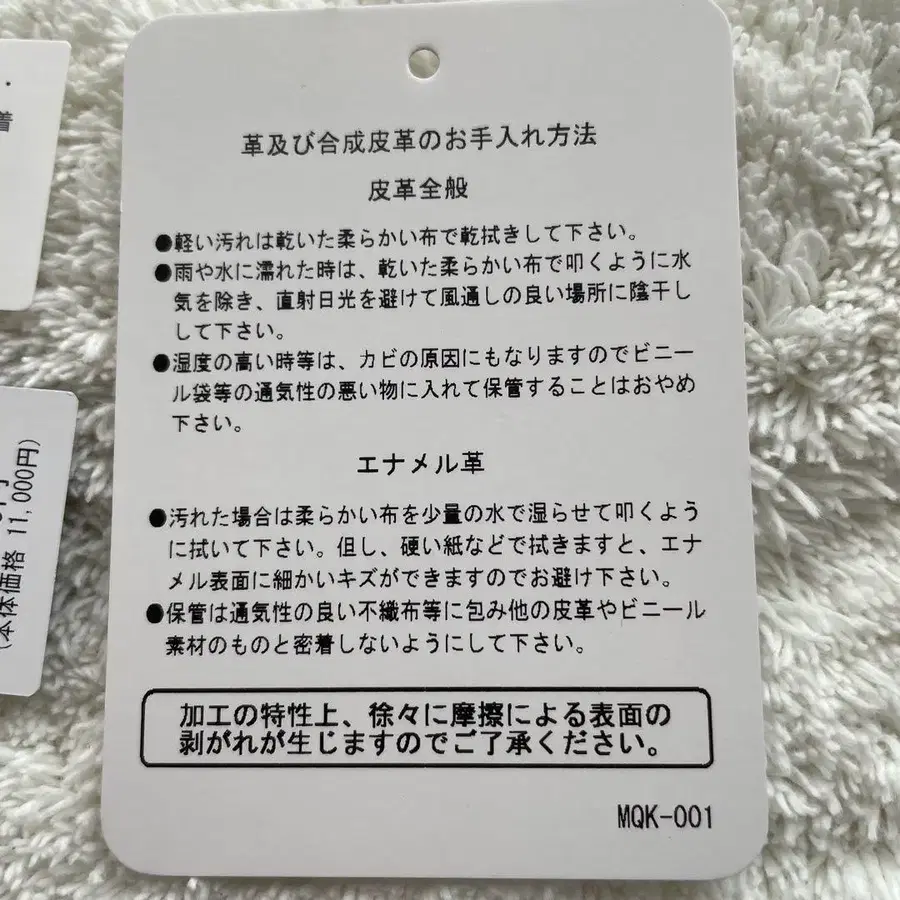 革及び合成皮革のお手入れ方法
皮革全般
●軽い汚れは乾いた柔らかい布で乾拭きして下さい。
●雨や水に濡れた時は、乾いた柔らかい布で叩くように水
気を除き、直射日光を避けて風通しの良い場所に陰干し
して下さい。
●湿度の高い時等は、カビの原因にもなりますのでビニー
ル袋等の通気性の悪い物に入れて保管することはおやめ
下さい。
エナメル革
●汚れた場合は柔らかい布を少量の水で湿らせて叩くよう
に拭いて下さい。但し、硬い紙などで拭きますと、エナ
メル表面に細かいキズができますのでお避け下さい。
●保管は通気性の良い不織布等に包み他の皮革やビニール
素材のものと密着しないようにして下さい。
加工の特性上、徐々に摩擦による表面の
剥がれが生じますのでご了承ください。
MQK-001
着
(本体価格 11,000円)